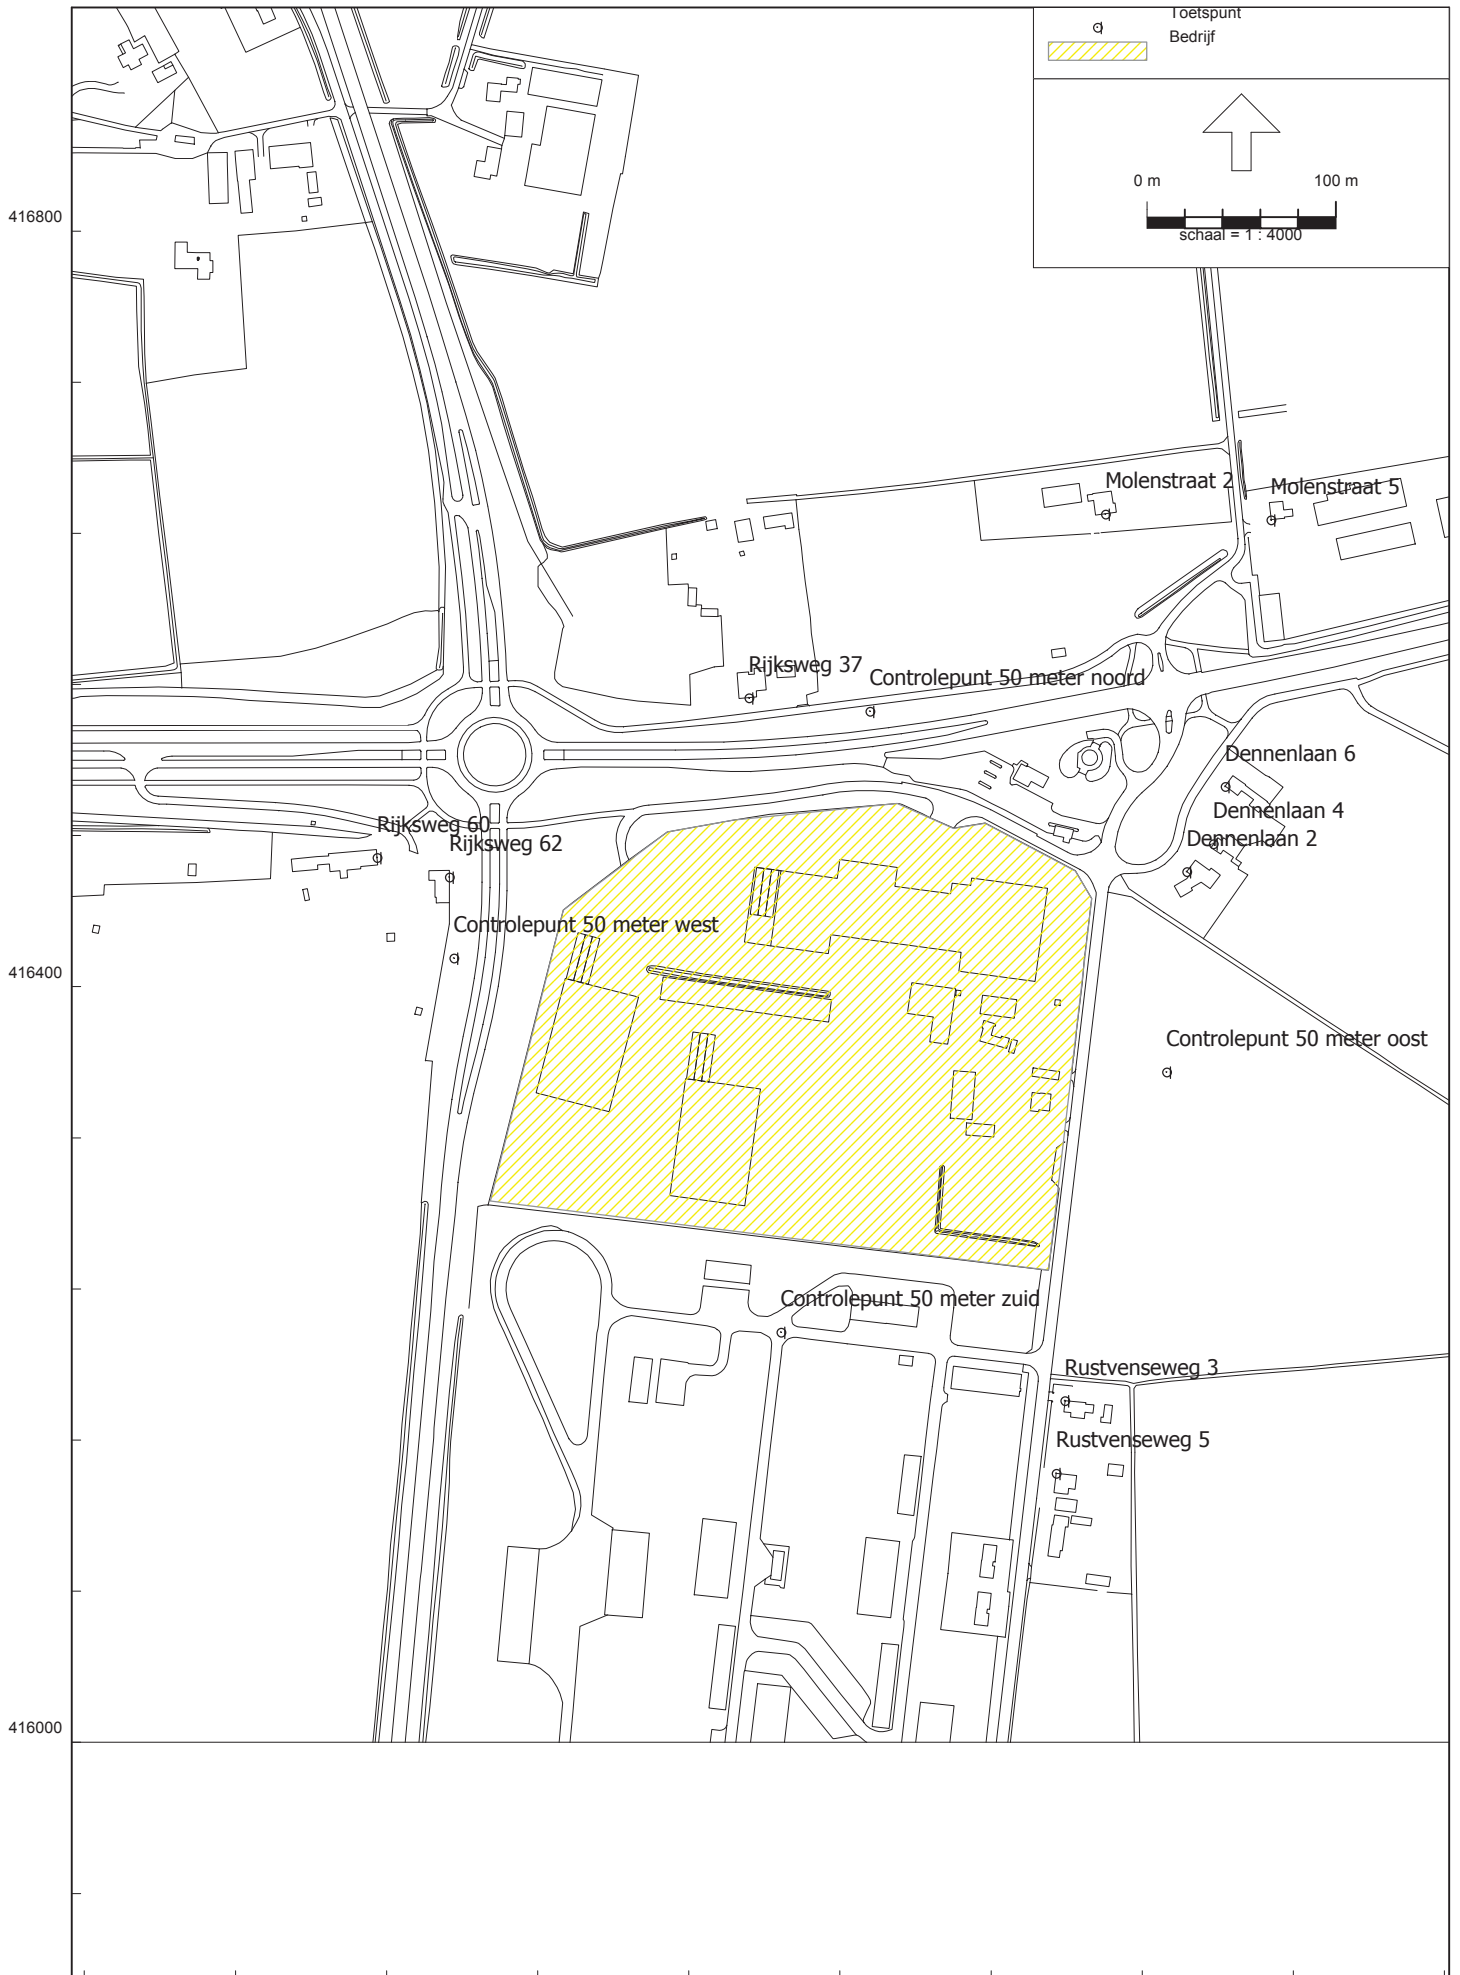 Toetspunt
Bedrijf
0 m 100 m
schaal = 1 : 4000
416800
Molenstraat 2
Molenstraat 5
Rijksweg 37
Controlepunt 50 meter noord
Dennenlaan 6
Dennenlaan 4
Rijksweg 60
Dennenlaan 2
Rijksweg 62
Controlepunt 50 meter west
416400
Controlepunt 50 meter oost
Controlepunt 50 meter zuid
Rustvenseweg 3
Rustvenseweg 5
416000